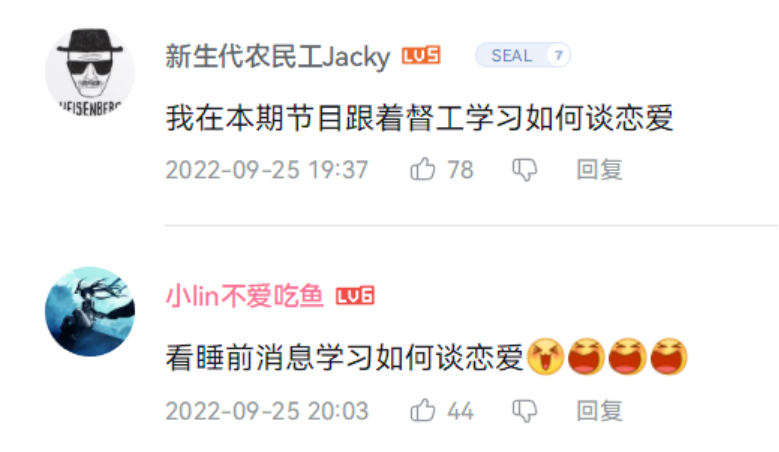 新生代农民工Jacky LV5 SEAL 7
我在本期节目跟着督工学习如何谈恋爱
2022-09-25 19:37 78 回复
HEISENBERG
小lin不爱吃鱼 LV6
看睡前消息学习如何谈恋爱
2022-09-25 20:03 44 回复